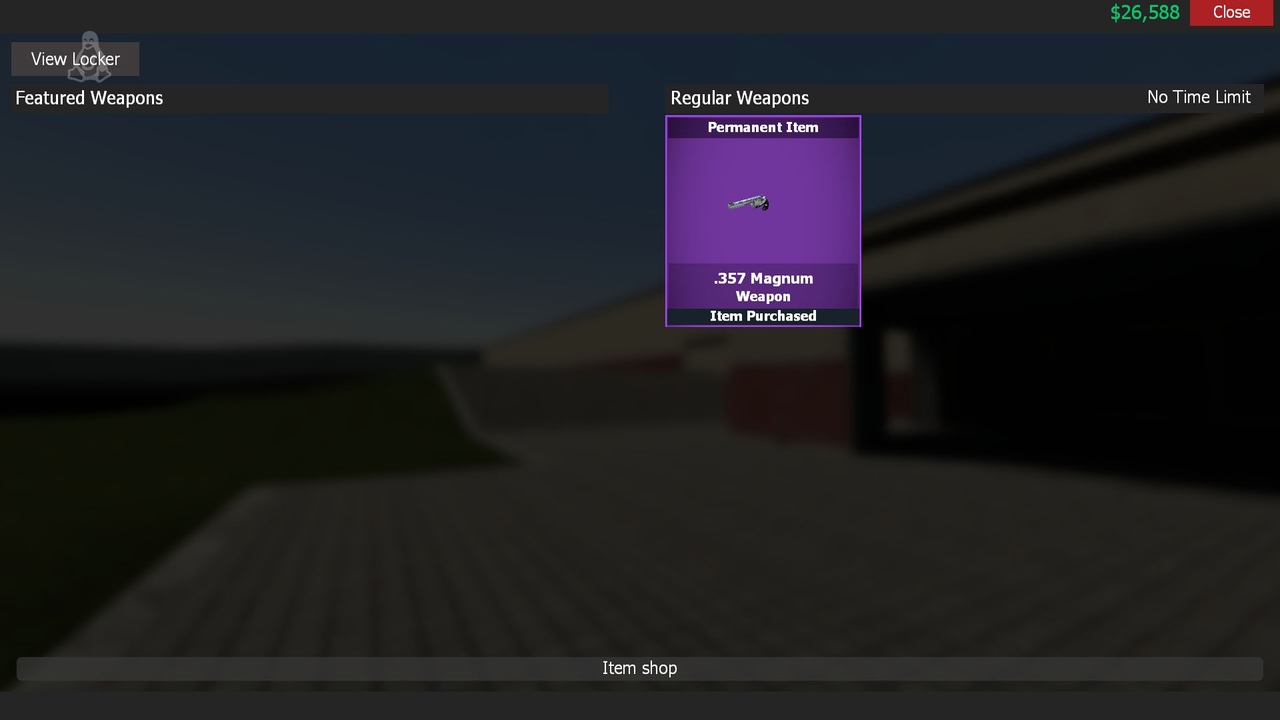 $26,588
Close
View Locker
Featured Weapons
Regular Weapons
No Time Limit
Permanent Item
.357 Magnum
Weapon
Item Purchased
Item shop